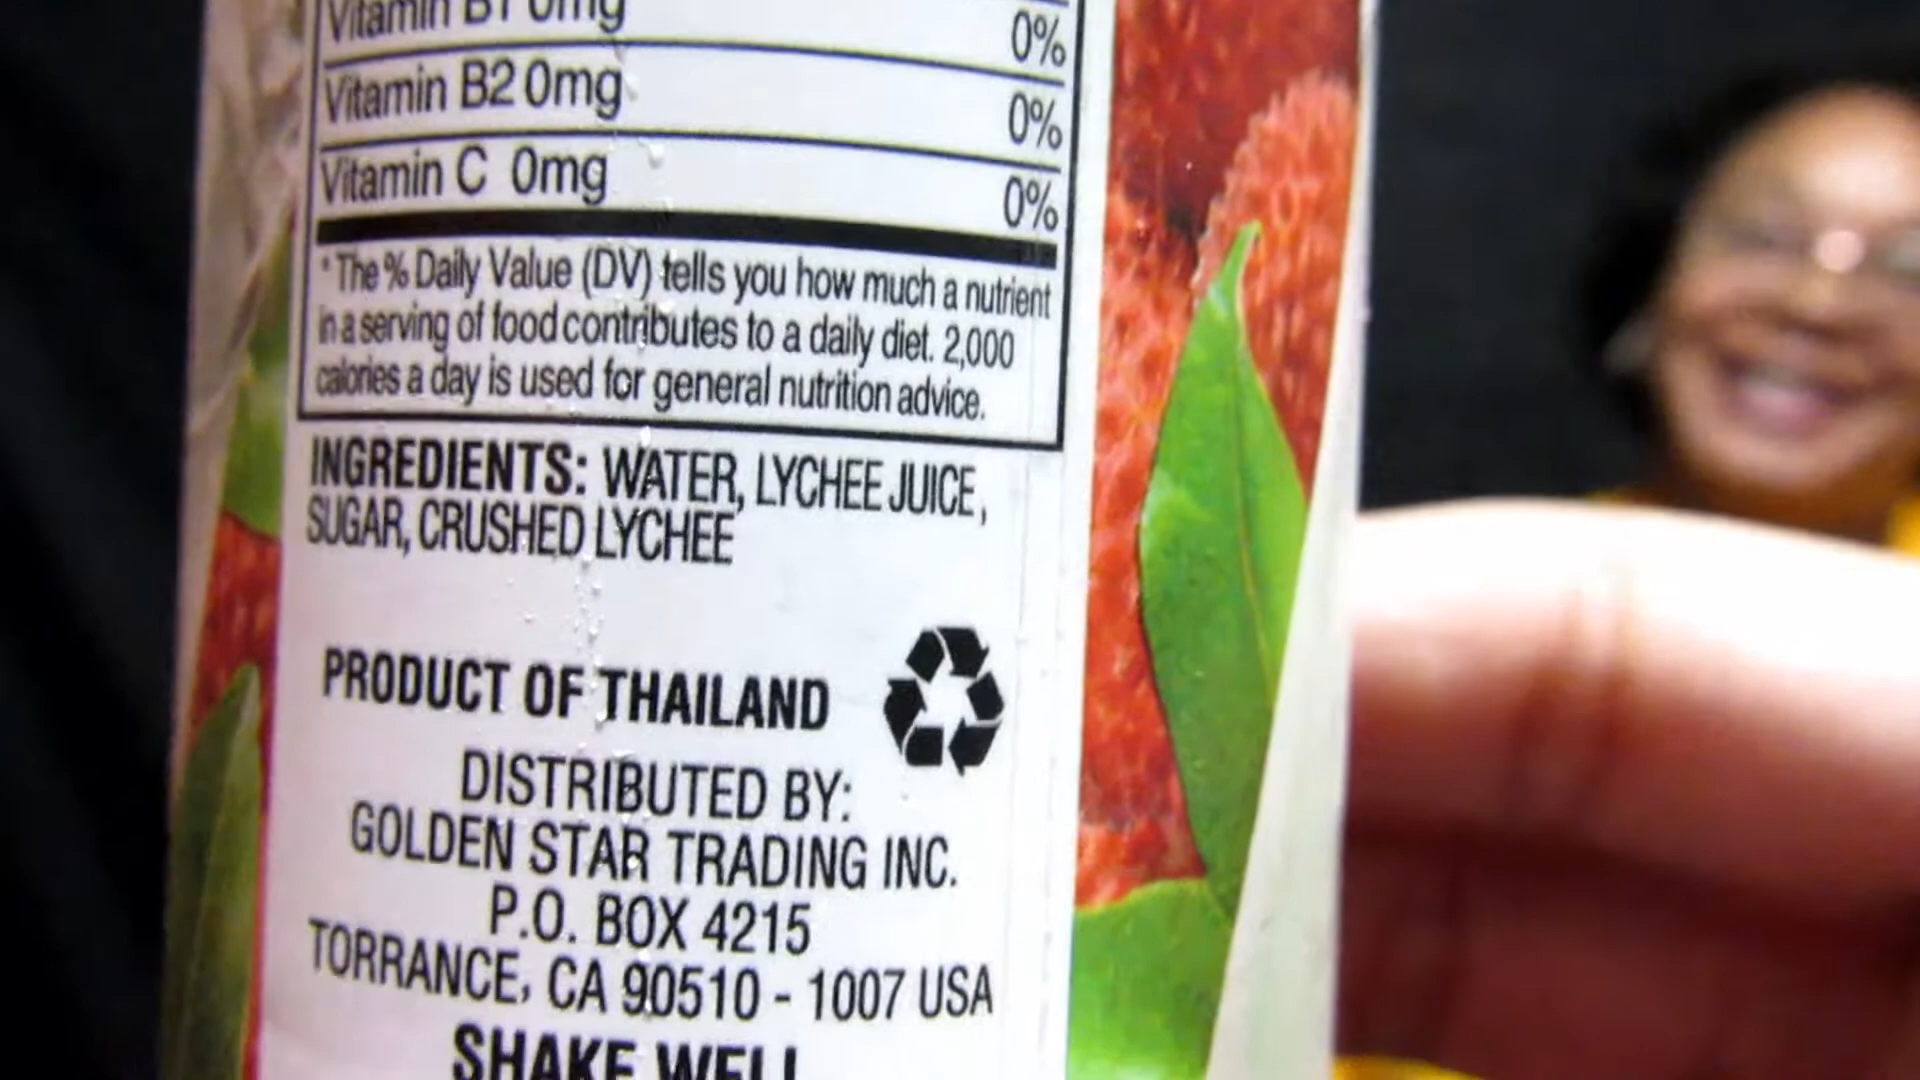 Vitamin B1 0mg 0%
Vitamin B2 0mg 0%
Vitamin C 0mg 0%
* The % Daily Value (DV) tells you how much a nutrient
in a serving of food contributes to a daily diet. 2,000
calories a day is used for general nutrition advice.
INGREDIENTS: WATER, LYCHEE JUICE,
SUGAR, CRUSHED LYCHEE
PRODUCT OF THAILAND
DISTRIBUTED BY:
GOLDEN STAR TRADING INC.
P.O. BOX 4215
TORRANCE, CA 90510 - 1007 USA
SHAKE WELL